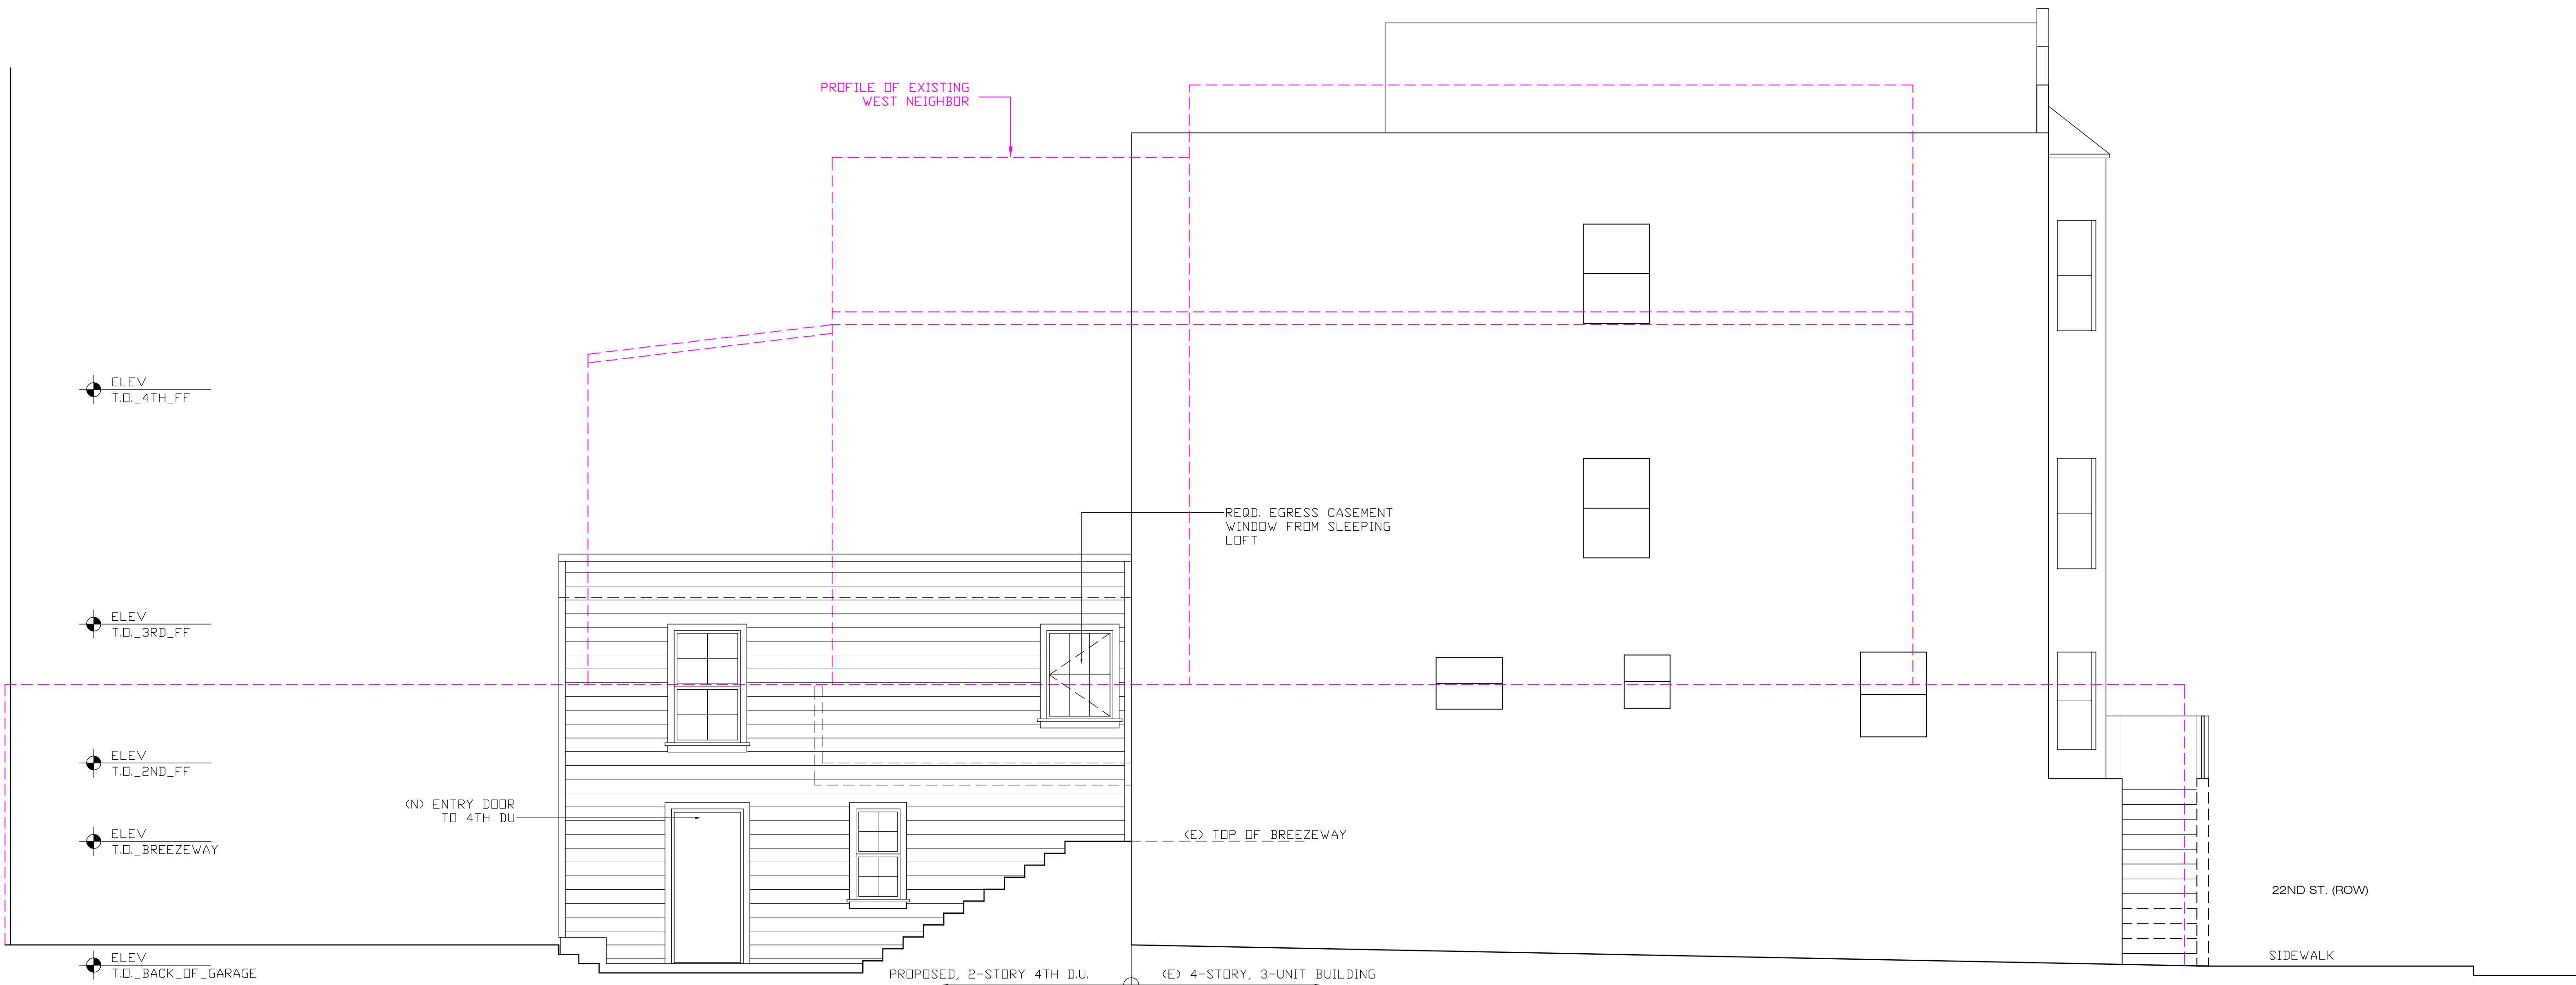 PROFILE OF EXISTING
WEST NEIGHBOR
ELEV
T.O._4TH_FF
REQD. EGRESS CASEMENT
WINDOW FROM SLEEPING
LOFT
ELEV
T.O._3RD_FF
ELEV
T.O._2ND_FF
(N) ENTRY DOOR
TO 4TH DU
ELEV
T.O._BREEZEWAY
(E) TOP OF BREEZEWAY
22ND ST. (ROW)
SIDEWALK
ELEV
T.O._BACK_OF_GARAGE
PROPOSED, 2-STORY 4TH D.U.
(E) 4-STORY, 3-UNIT BUILDING